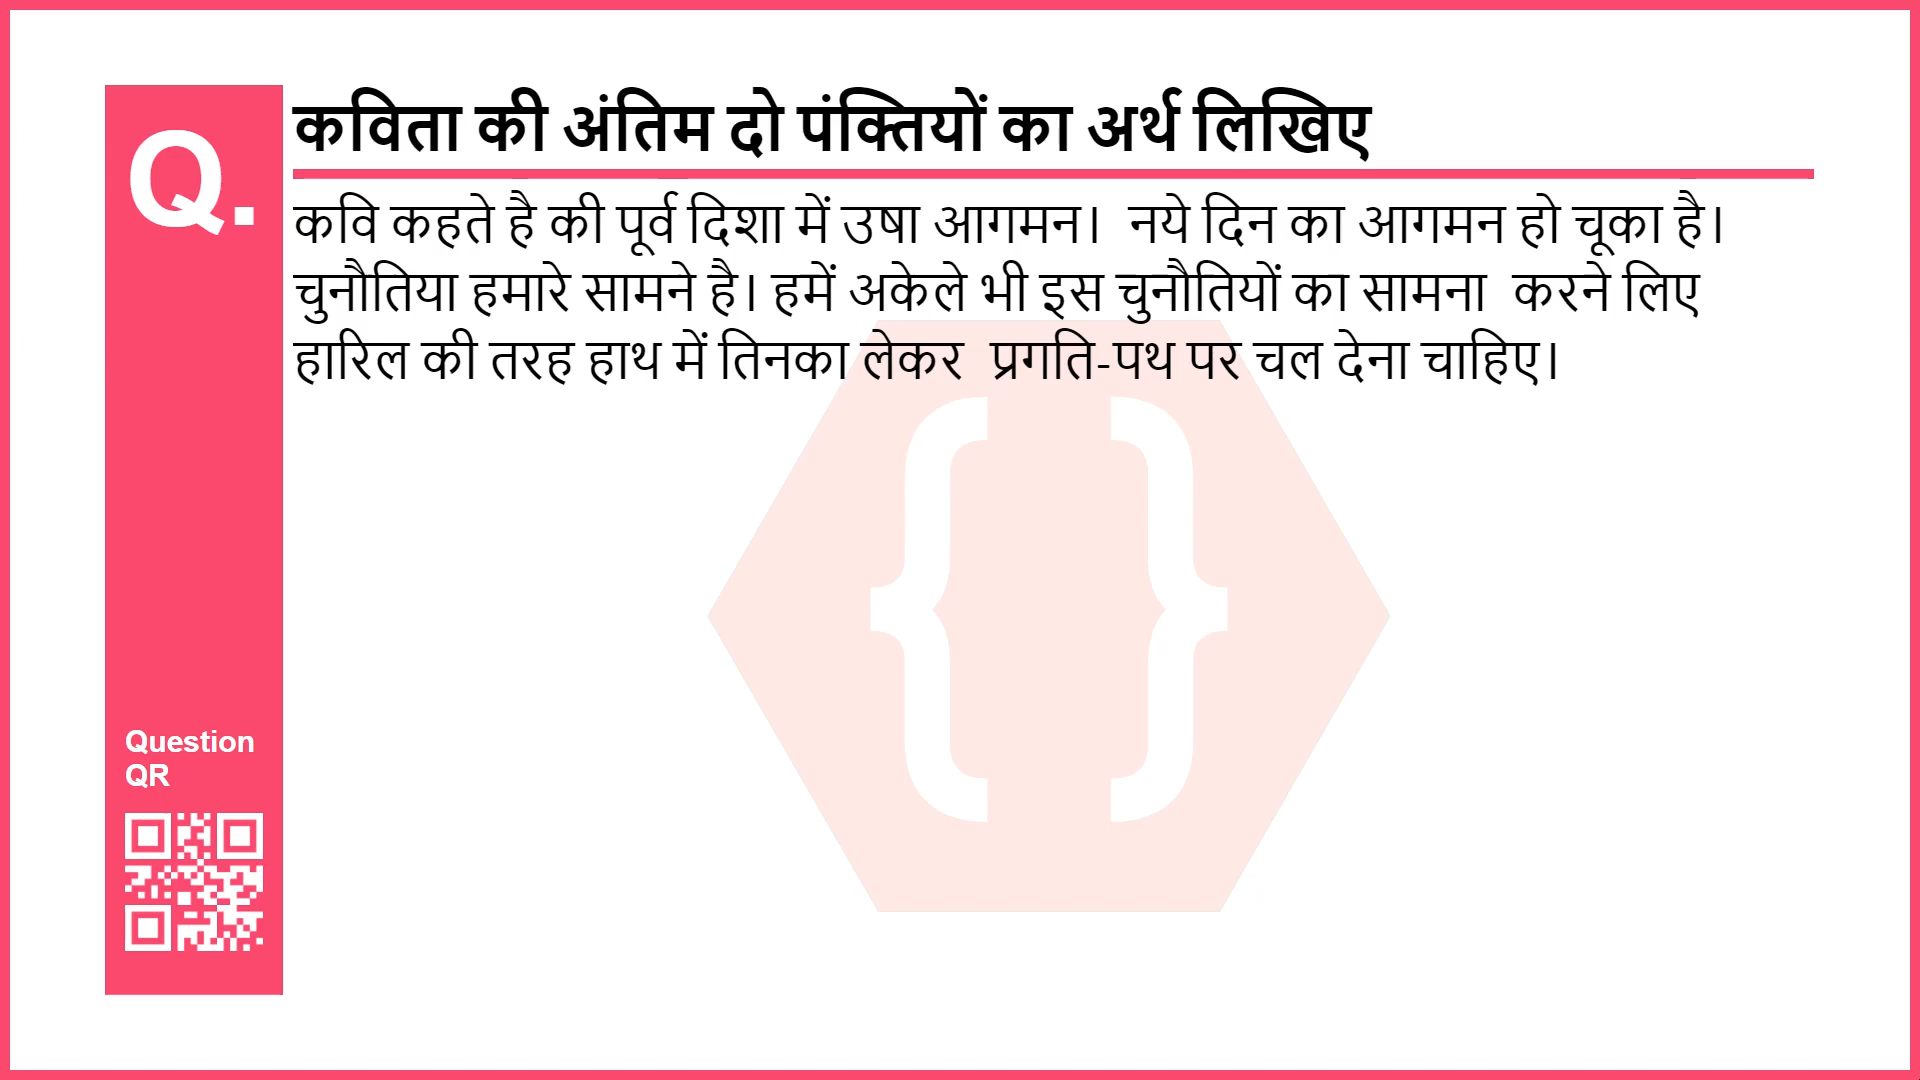 Q.
कविता की अंतिम दो पंक्तियों का अर्थ लिखिए
कवि कहते है की पूर्व दिशा में उषा आगमन।  नये दिन का आगमन हो चूका है।
चुनौतिया हमारे सामने है। हमें अकेले भी इस चुनौतियों का सामना  करने लिए
हारिल की तरह हाथ में तिनका लेकर  प्रगति-पथ पर चल देना चाहिए।
Question
QR